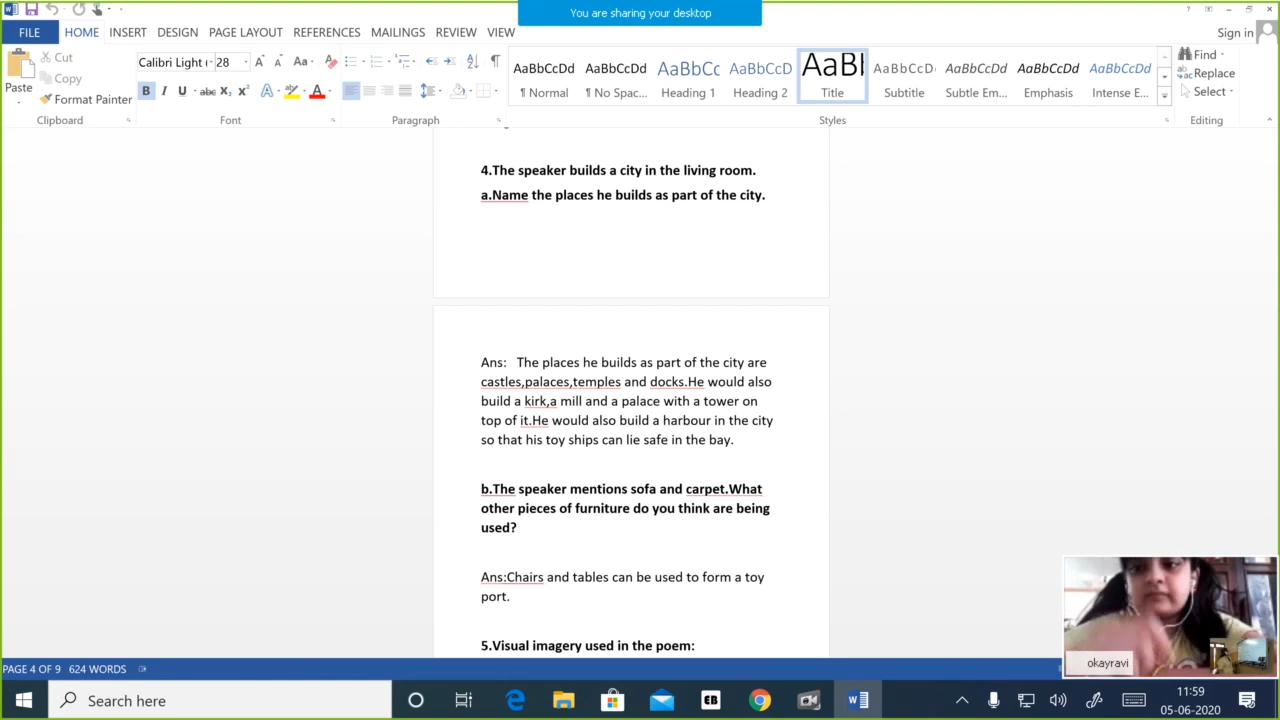 You are sharing your desktop
FILE HOME INSERT DESIGN PAGE LAYOUT REFERENCES MAILINGS REVIEW VIEW Sign in
Paste Cut Copy Format Painter
Calibri Light ( 28 Aa
AaBbCcDd AaBbCcDd AaBbCc AaBbCcD AaBl AaBbCcD AaBbCcDd AaBbCcDd AaBbCcDd
¶ Normal ¶ No Spac... Heading 1 Heading 2 Title Subtitle Subtle Em... Emphasis Intense E...
Find
Replace
Select
Clipboard Font Paragraph Styles Editing
4.The speaker builds a city in the living room.
a.Name the places he builds as part of the city.
Ans: The places he builds as part of the city are
castles,palaces,temples and docks.He would also
build a kirk,a mill and a palace with a tower on
top of it.He would also build a harbour in the city
so that his toy ships can lie safe in the bay.
b.The speaker mentions sofa and carpet.What
other pieces of furniture do you think are being
used?
Ans:Chairs and tables can be used to form a toy
port.
5.Visual imagery used in the poem:
okayravi
PAGE 4 OF 9 624 WORDS
Search here
EB
11:59
05-06-2020